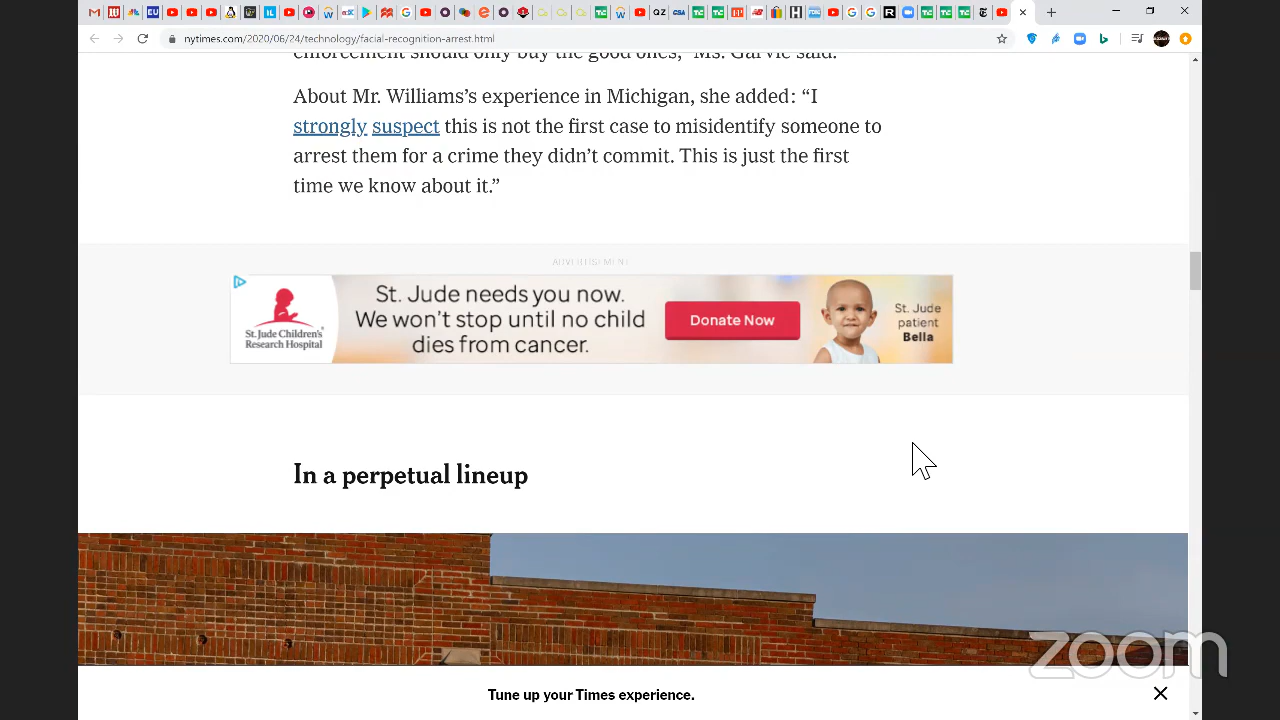 nytimes.com/2020/06/24/technology/facial-recognition-arrest.html
enforcement should only buy the good ones,” Ms. Garvie said.
About Mr. Williams’s experience in Michigan, she added: “I
strongly suspect this is not the first case to misidentify someone to
arrest them for a crime they didn’t commit. This is just the first
time we know about it.”
ADVERTISEMENT
St. Jude Children’s
Research Hospital
St. Jude needs you now.
We won’t stop until no child
dies from cancer.
Donate Now
St. Jude
patient
Bella
In a perpetual lineup
zoom
Tune up your Times experience.